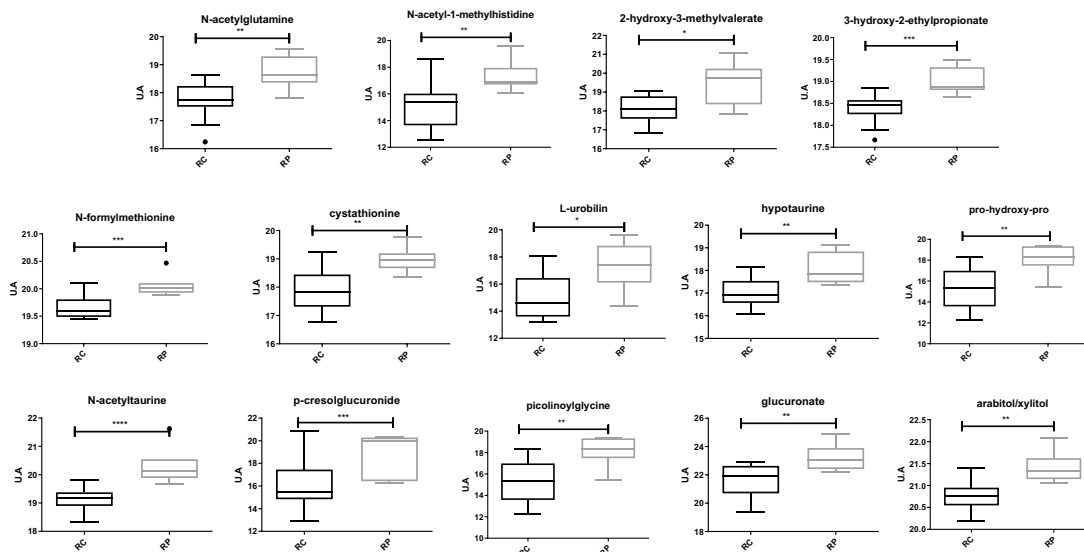 N-acetylglutamine
**
U.A
20
19
18
17
16
RC
RP
N-acetyl-1-methylhistidine
**
U.A
20
18
16
14
12
RC
RP
2-hydroxy-3-methylvalerate
*
U.A
22
21
20
19
18
17
16
RC
RP
3-hydroxy-2-ethylpropionate
***
U.A
20.0
19.5
19.0
18.5
18.0
17.5
RC
RP
N-formylmethionine
***
U.A
21.0
20.5
20.0
19.5
19.0
RC
RP
cystathionine
**
U.A
20
19
18
17
16
RC
RP
L-urobilin
*
U.A
20
18
16
14
12
RC
RP
hypotaurine
**
U.A
20
19
18
17
16
15
RC
RP
pro-hydroxy-pro
**
U.A
20
18
16
14
12
10
RC
RP
N-acetyltaurine
****
U.A
22
21
20
19
18
RC
RP
p-cresolglucuronide
***
U.A
22
20
18
16
14
12
RC
RP
picolinoylglycine
**
U.A
20
18
16
14
12
10
RC
RP
glucuronate
**
U.A
26
24
22
20
18
RC
RP
arabitol/xylitol
**
U.A
22.5
22.0
21.5
21.0
20.5
20.0
RC
RP